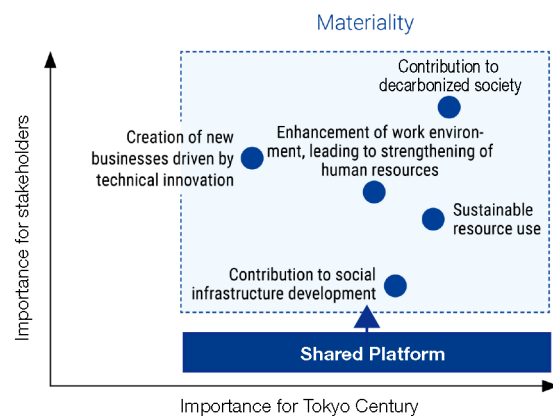 Materiality
Contribution to
decarbonized society
Creation of new
businesses driven by
technical innovation
Enhancement of work environ-
ment, leading to strengthening of
human resources
Sustainable
resource use
Contribution to social
infrastructure development
Shared Platform
Importance for stakeholders
Importance for Tokyo Century